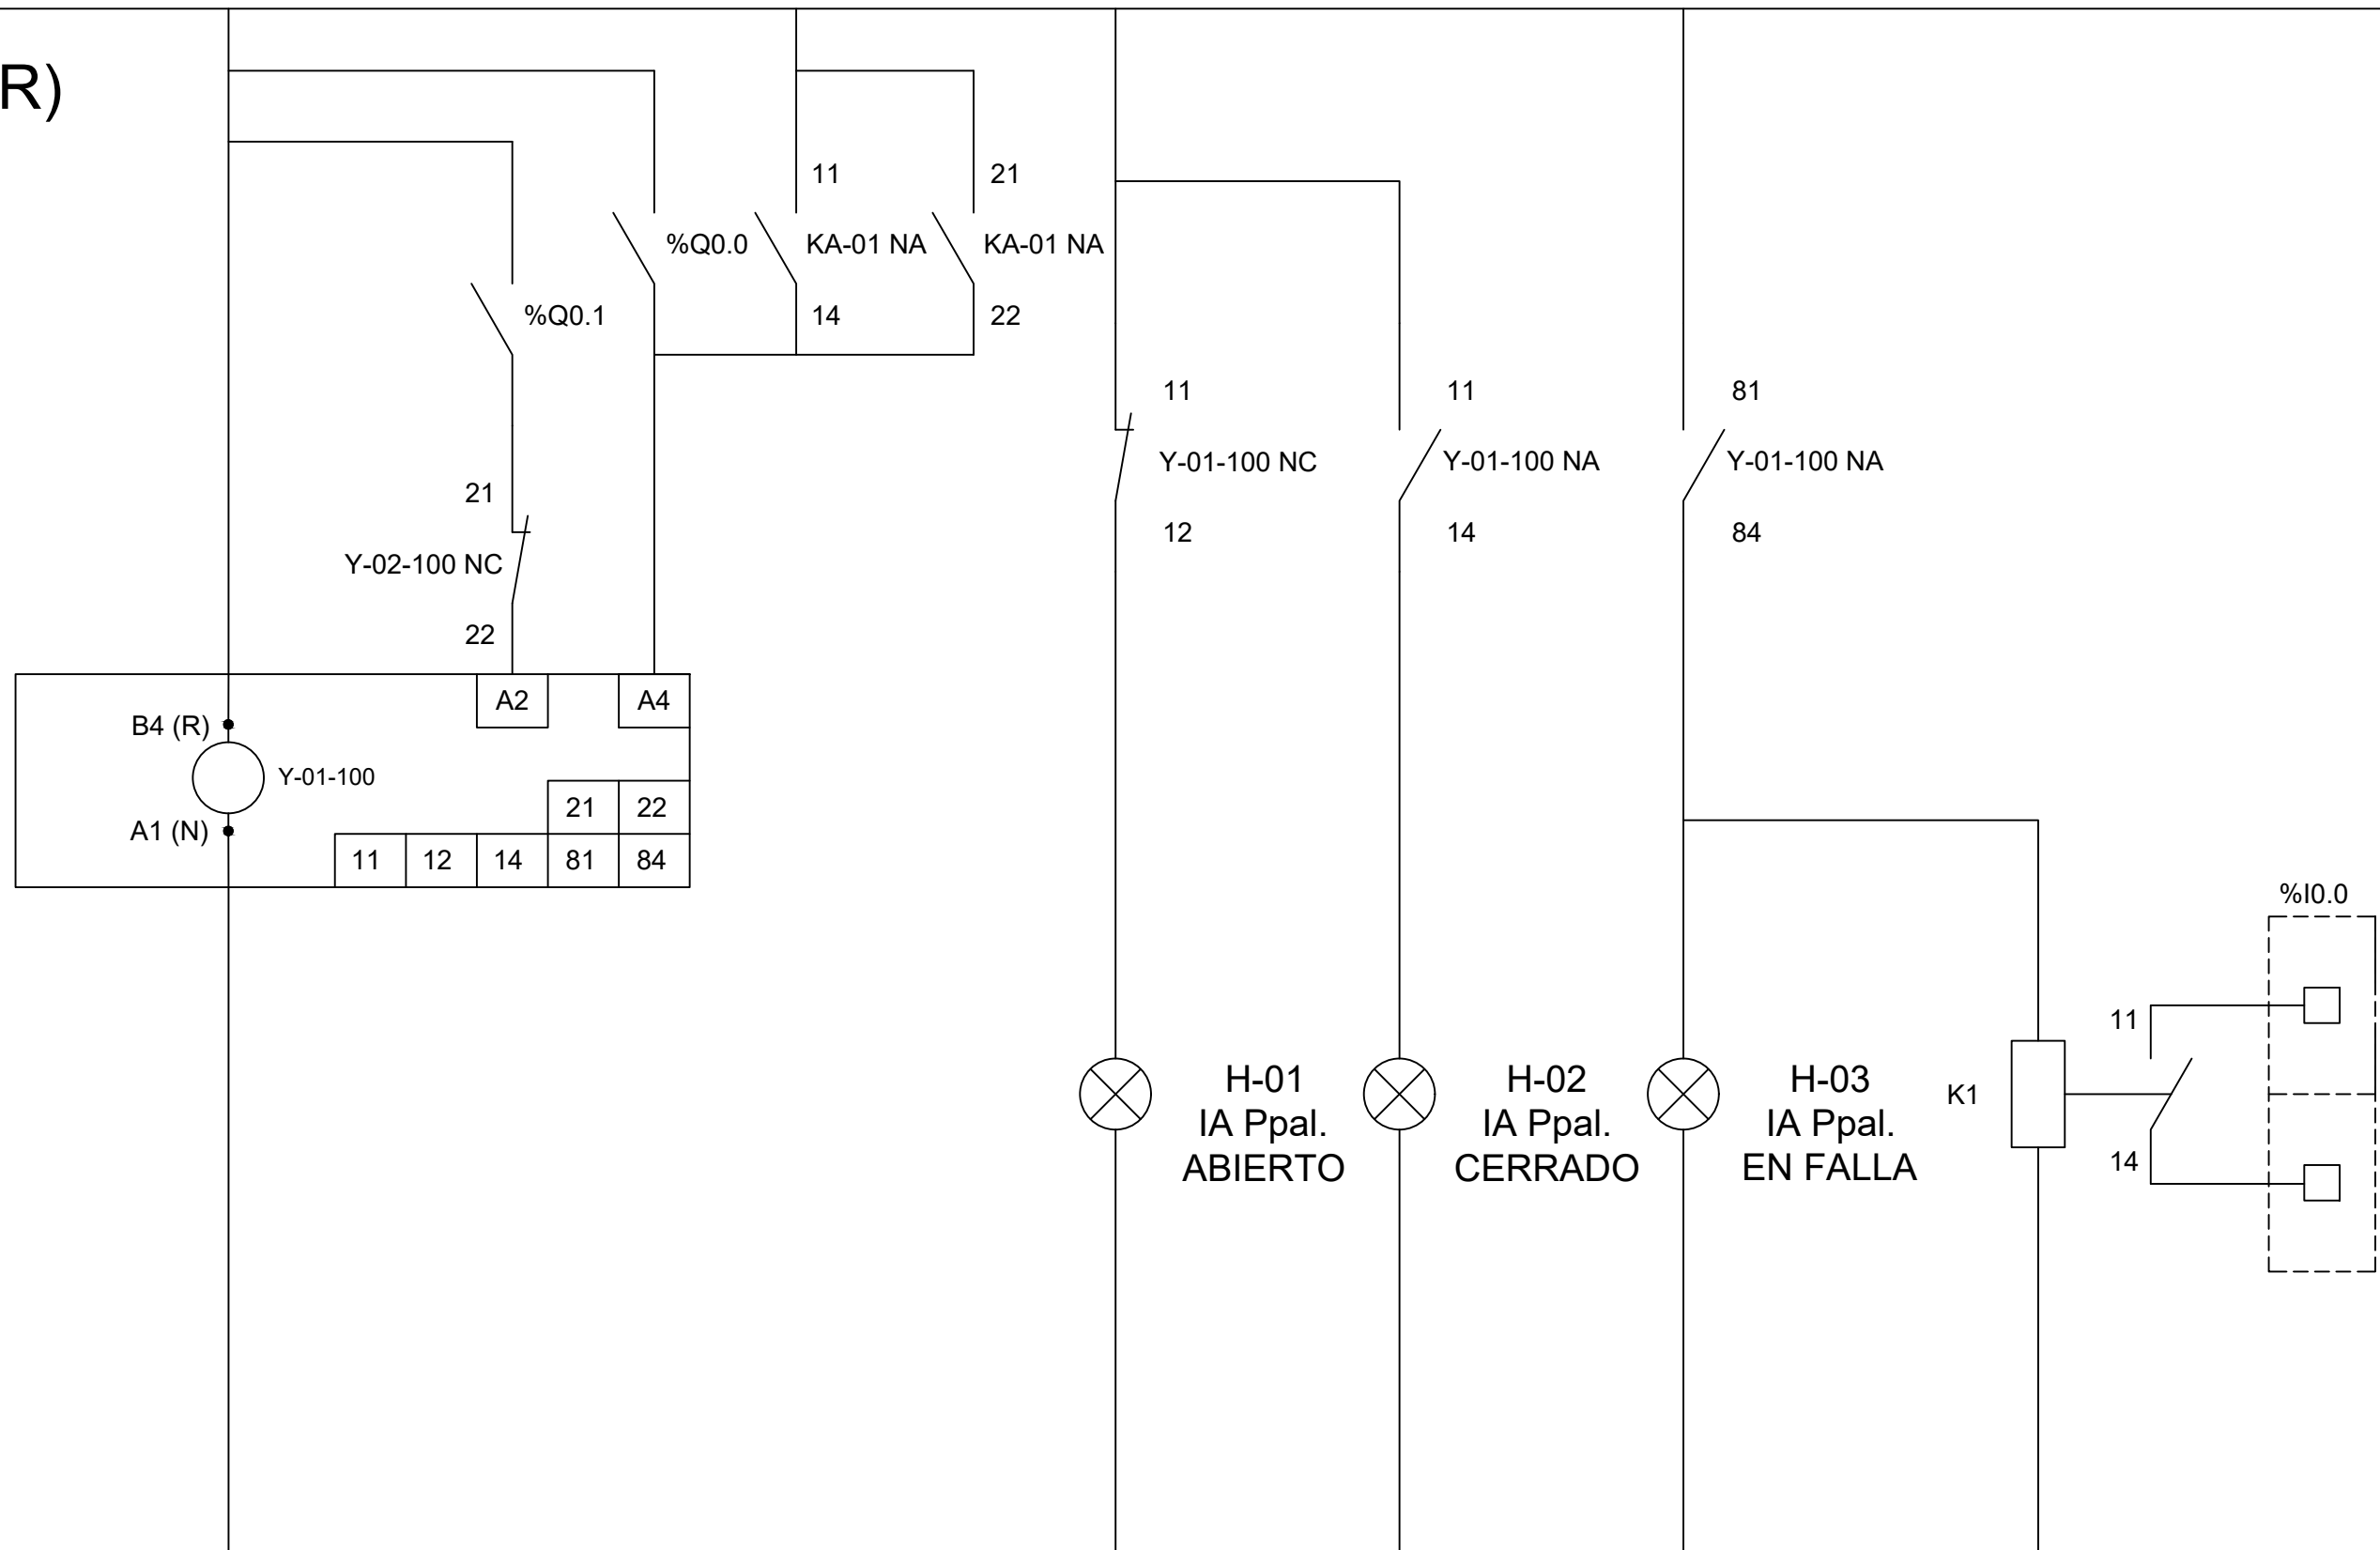 R)
11
21
%Q0.0
KA-01 NA
KA-01 NA
%Q0.1
14
22
11
11
81
Y-01-100 NC
Y-01-100 NA
Y-01-100 NA
21
12
14
84
Y-02-100 NC
22
A2
A4
B4 (R)
Y-01-100
21
22
A1 (N)
11
12
14
81
84
%I0.0
11
H-01
IA Ppal.
ABIERTO
H-02
IA Ppal.
CERRADO
H-03
IA Ppal.
EN FALLA
K1
14